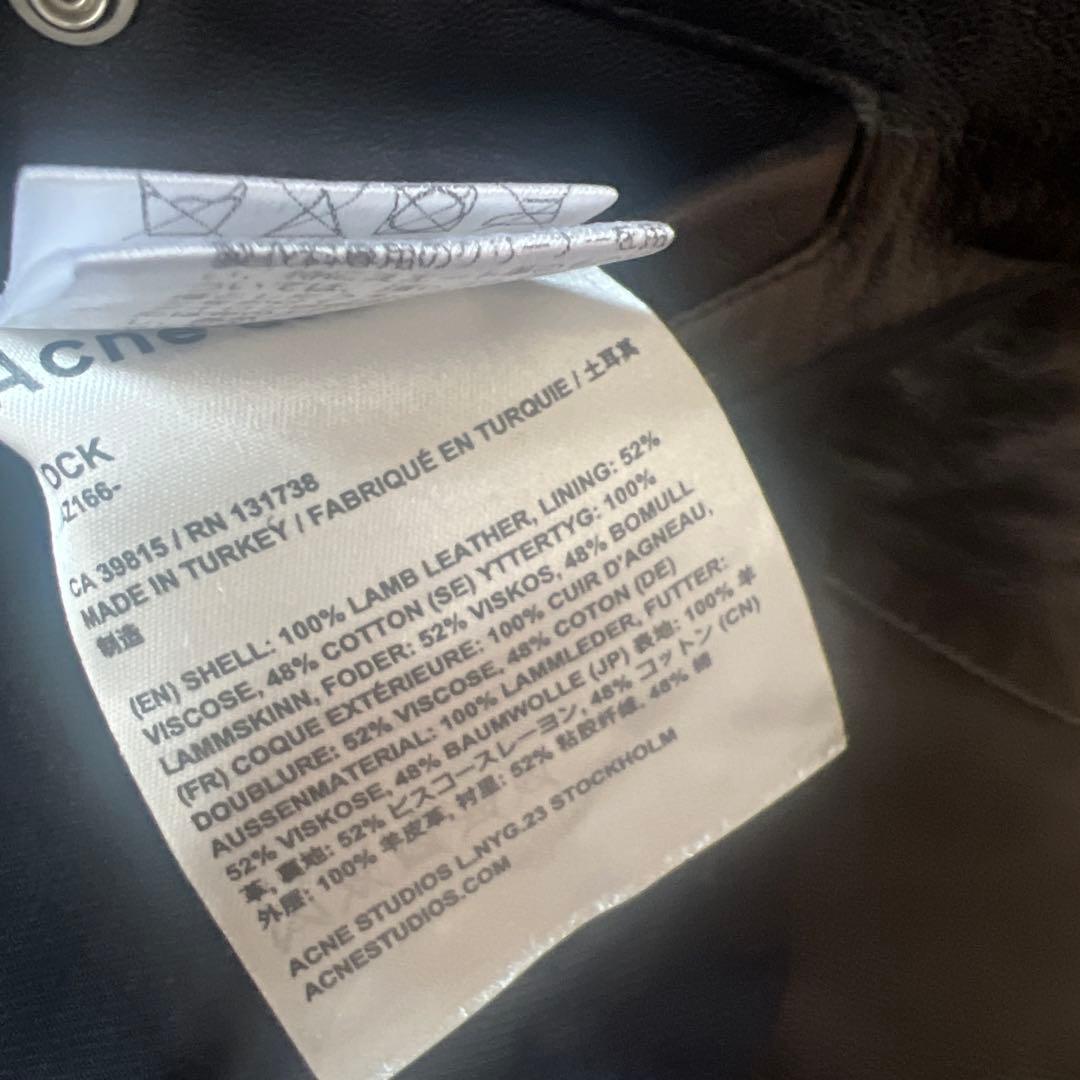 Acne
OCK
Z166-
CA 39815 / RN 131738
MADE IN TURKEY / FABRIQUÉ EN TURQUIE / 土耳其
制造
(EN) SHELL: 100% LAMB LEATHER, LINING: 52%
VISCOSE, 48% COTTON (SE) YTTERTYG: 100%
LAMMSKINN, FODER: 52% VISKOS, 48% BOMULL
(FR) COQUE EXTÉRIEURE: 100% CUIR D'AGNEAU,
DOUBLURE: 52% VISCOSE, 48% COTON (DE)
AUSSENMATERIAL: 100% LAMMLEDER, FUTTER:
52% VISKOSE, 48% BAUMWOLLE (JP) 表地: 100% 羊
革, 裏地: 52% ビスコースレーヨン, 48% コットン (CN)
外层: 100% 羊皮革, 衬里: 52% 粘胶纤维, 48% 棉
ACNE STUDIOS L.NYG.23 STOCKHOLM
ACNESTUDIOS.COM